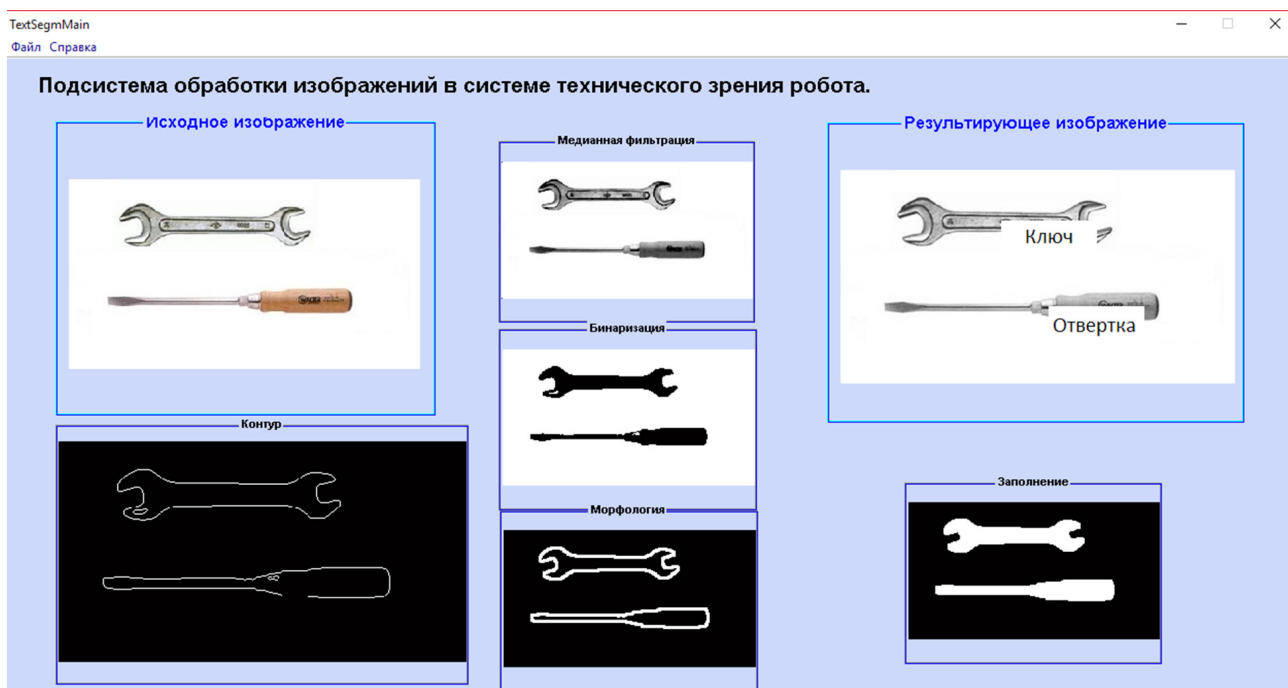 TextSegmMain
Файл Справка
Подсистема обработки изображений в системе технического зрения робота.
Исходное изображение
Медианная фильтрация
Результирующее изображение
Ключ
Отвертка
Бинаризация
Контур
Морфология
Заполнение